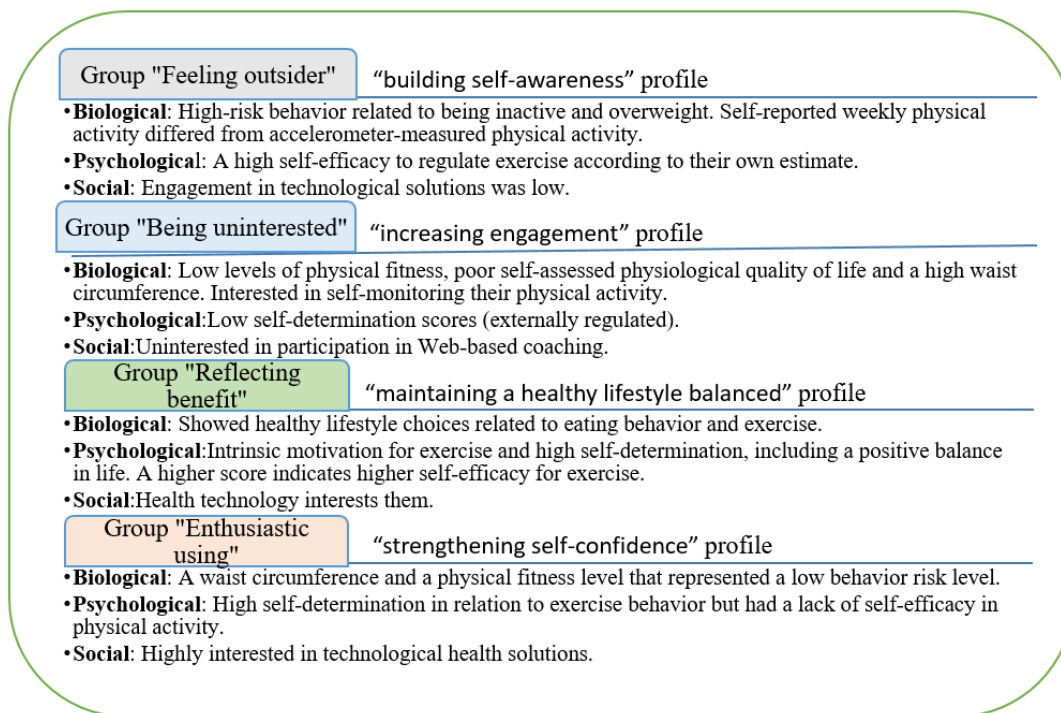 Group "Feeling outsider"
“building self-awareness” profile
•Biological: High-risk behavior related to being inactive and overweight. Self-reported weekly physical
activity differed from accelerometer-measured physical activity.
•Psychological: A high self-efficacy to regulate exercise according to their own estimate.
•Social: Engagement in technological solutions was low.
Group "Being uninterested"
“increasing engagement” profile
•Biological: Low levels of physical fitness, poor self-assessed physiological quality of life and a high waist
circumference. Interested in self-monitoring their physical activity.
•Psychological:Low self-determination scores (externally regulated).
•Social:Uninterested in participation in Web-based coaching.
Group "Reflecting
benefit"
“maintaining a healthy lifestyle balanced” profile
•Biological: Showed healthy lifestyle choices related to eating behavior and exercise.
•Psychological:Intrinsic motivation for exercise and high self-determination, including a positive balance
in life. A higher score indicates higher self-efficacy for exercise.
•Social:Health technology interests them.
Group "Enthusiastic
using"
“strengthening self-confidence” profile
•Biological: A waist circumference and a physical fitness level that represented a low behavior risk level.
•Psychological: High self-determination in relation to exercise behavior but had a lack of self-efficacy in
physical activity.
•Social: Highly interested in technological health solutions.